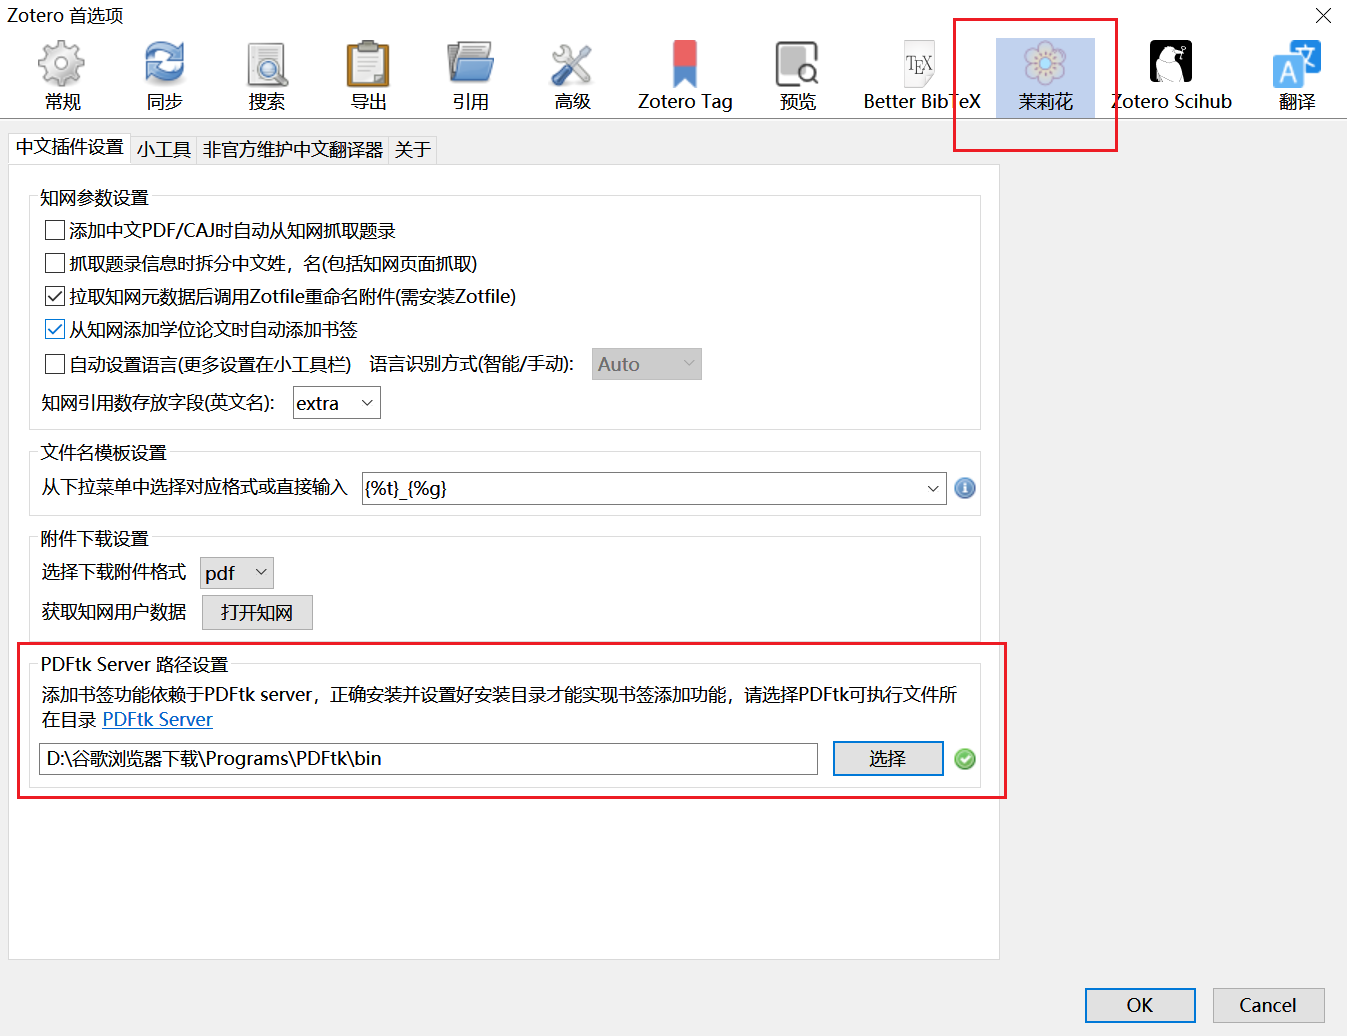 Zotero 首选项
常规
同步
搜索
导出
引用
高级
Zotero Tag
预览
TEX
Better BibTeX
茉莉花
Zotero Scihub
A 文
翻译
中文插件设置
小工具
非官方维护中文翻译器
关于
知网参数设置
添加中文PDF/CAJ时自动从知网抓取题录
抓取题录信息时拆分中文姓，名(包括知网页面抓取)
拉取知网元数据后调用Zotfile重命名附件(需安装Zotfile)
从知网添加学位论文时自动添加书签
自动设置语言(更多设置在小工具栏) 语言识别方式(智能/手动): Auto
知网引用数存放字段(英文名): extra
文件名模板设置
从下拉菜单中选择对应格式或直接输入 {%t}_{%g}
附件下载设置
选择下载附件格式 pdf
获取知网用户数据 打开知网
PDFtk Server 路径设置
添加书签功能依赖于PDFtk server，正确安装并设置好安装目录才能实现书签添加功能，请选择PDFtk可执行文件所
在目录 PDFtk Server
D:\谷歌浏览器下载\Programs\PDFtk\bin 选择
OK Cancel